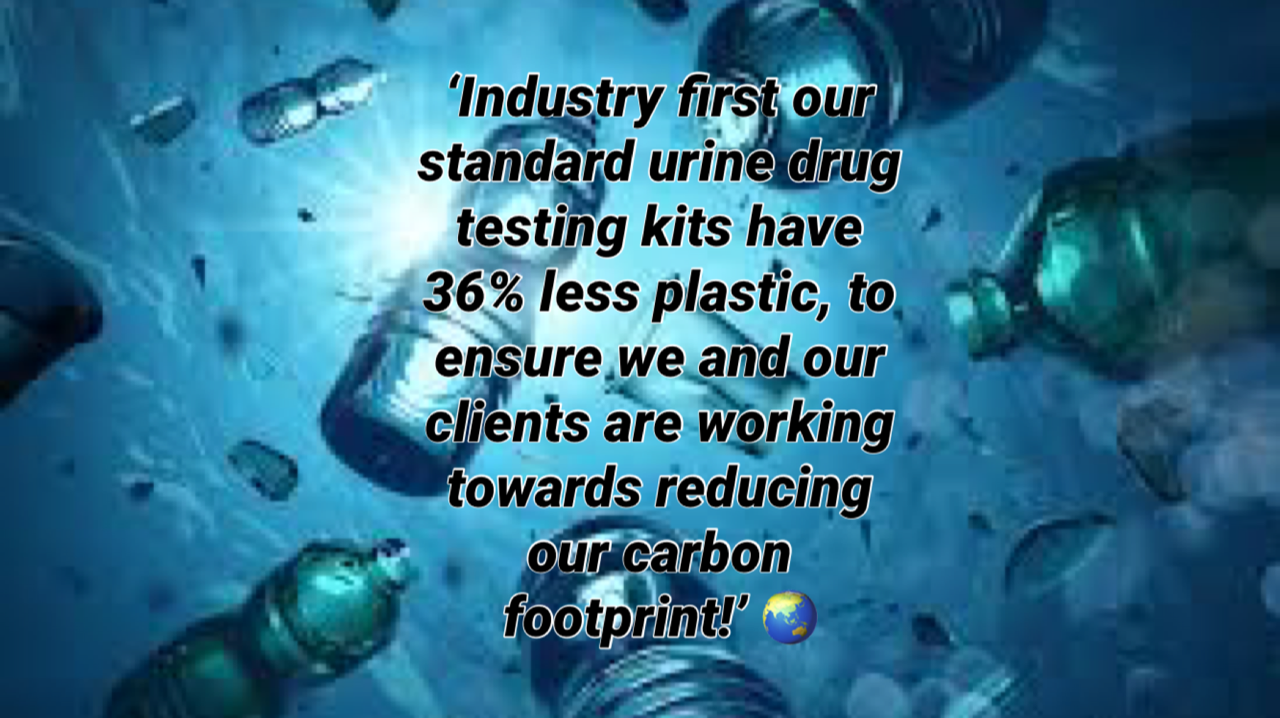 ‘Industry first our
standard urine drug
testing kits have
36% less plastic, to
ensure we and our
clients are working
towards reducing
our carbon
footprint!’ 🌏